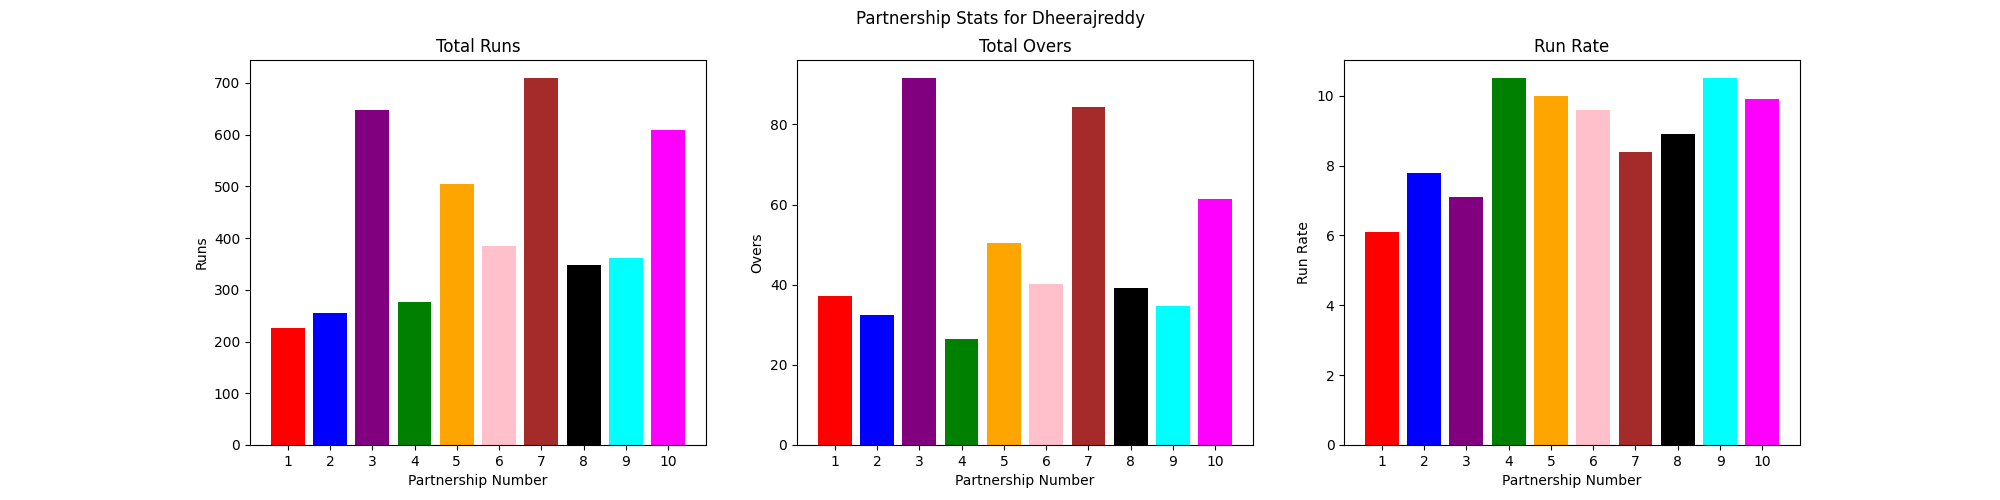 Partnership Stats for Dheerajreddy
Total Runs
700
600
500
400
300
200
100
0
Runs
1 2 3 4 5 6 7 8 9 10
Partnership Number
Total Overs
80
60
40
20
0
Overs
1 2 3 4 5 6 7 8 9 10
Partnership Number
Run Rate
10
8
6
4
2
0
Run Rate
1 2 3 4 5 6 7 8 9 10
Partnership Number